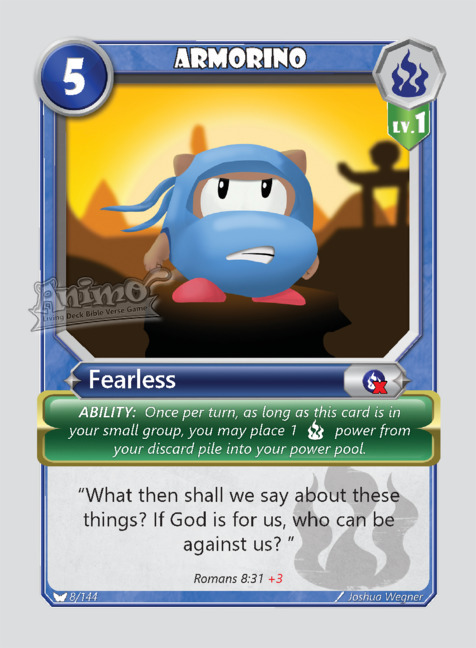 ARMORINO
5
LV.1
Animo
Living Deck Bible Verse Game
Fearless
ABILITY: Once per turn, as long as this card is in
your small group, you may place 1 power from
your discard pile into your power pool.
“What then shall we say about these
things? If God is for us, who can be
against us? ”
Romans 8:31 +3
8/144
Joshua Wegner